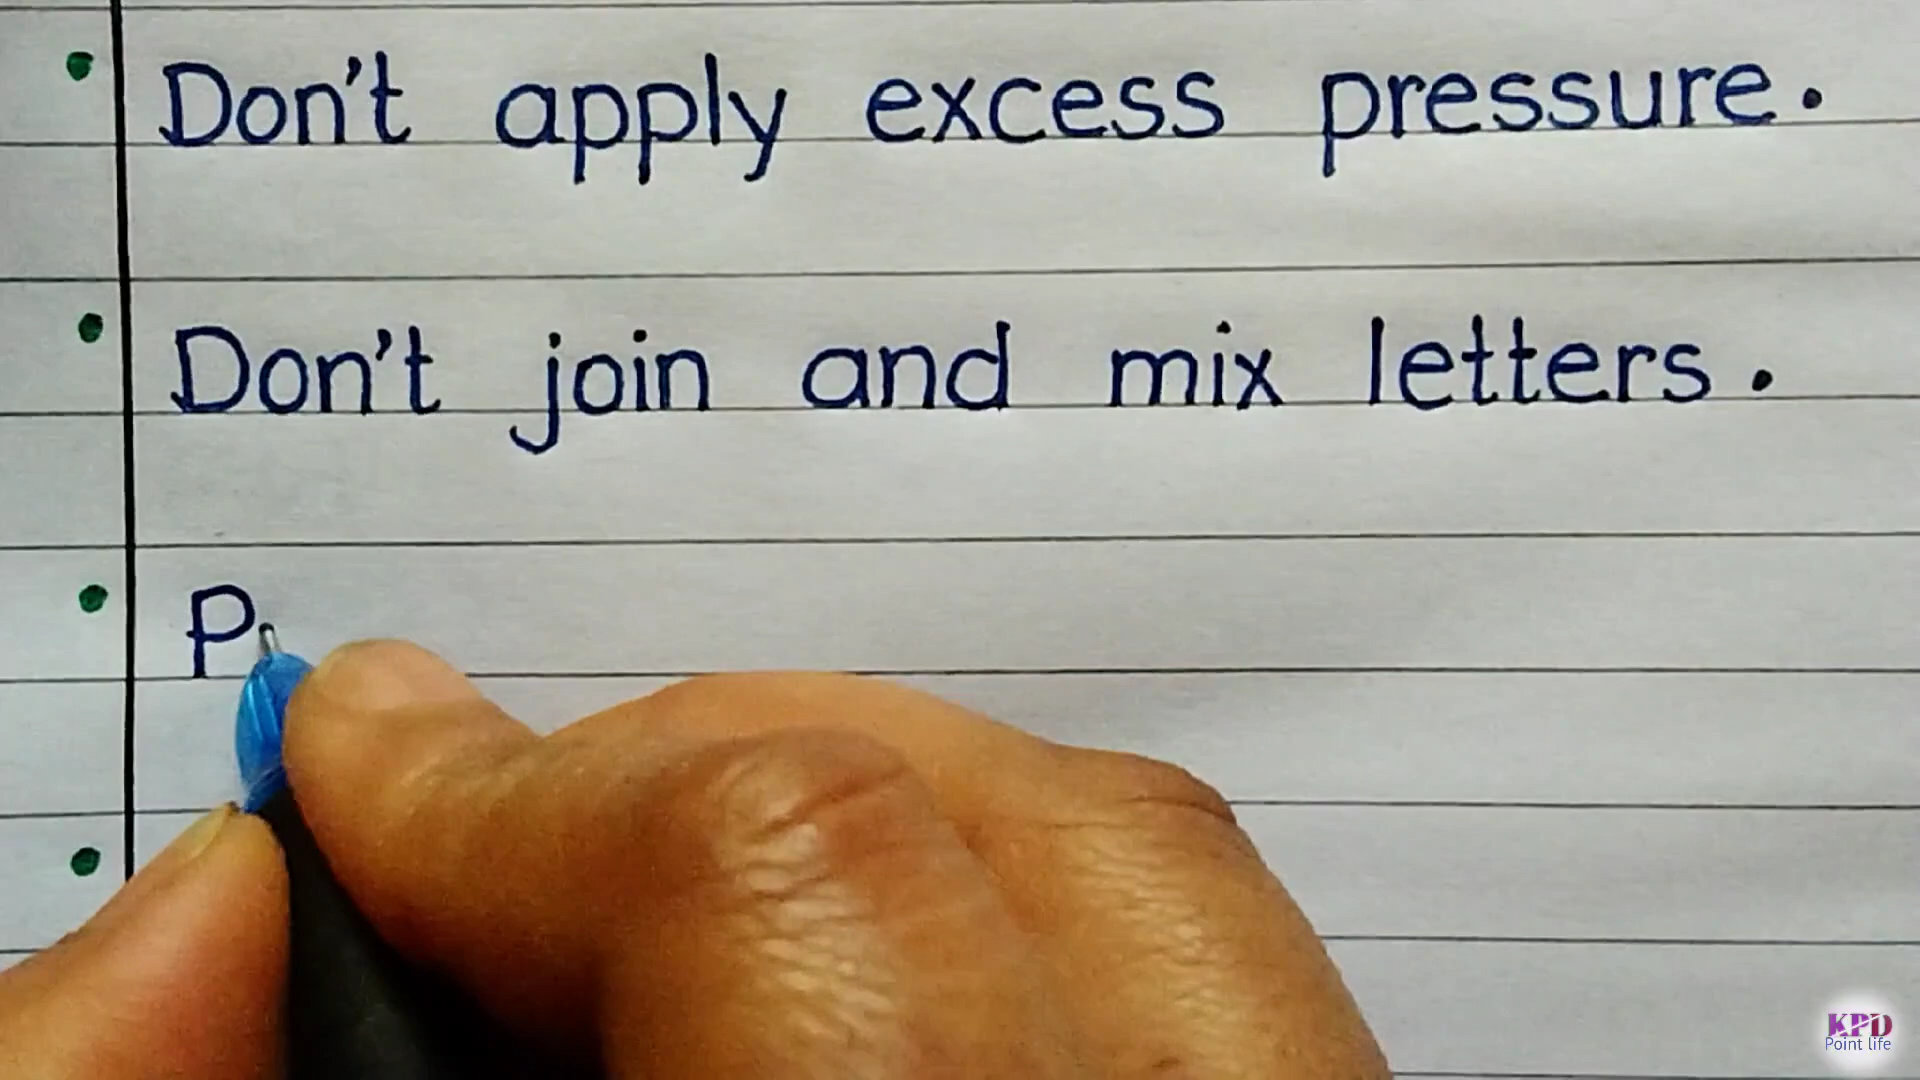 Don't apply excess pressure.
Don't join and mix letters.
P
KPD
Point life